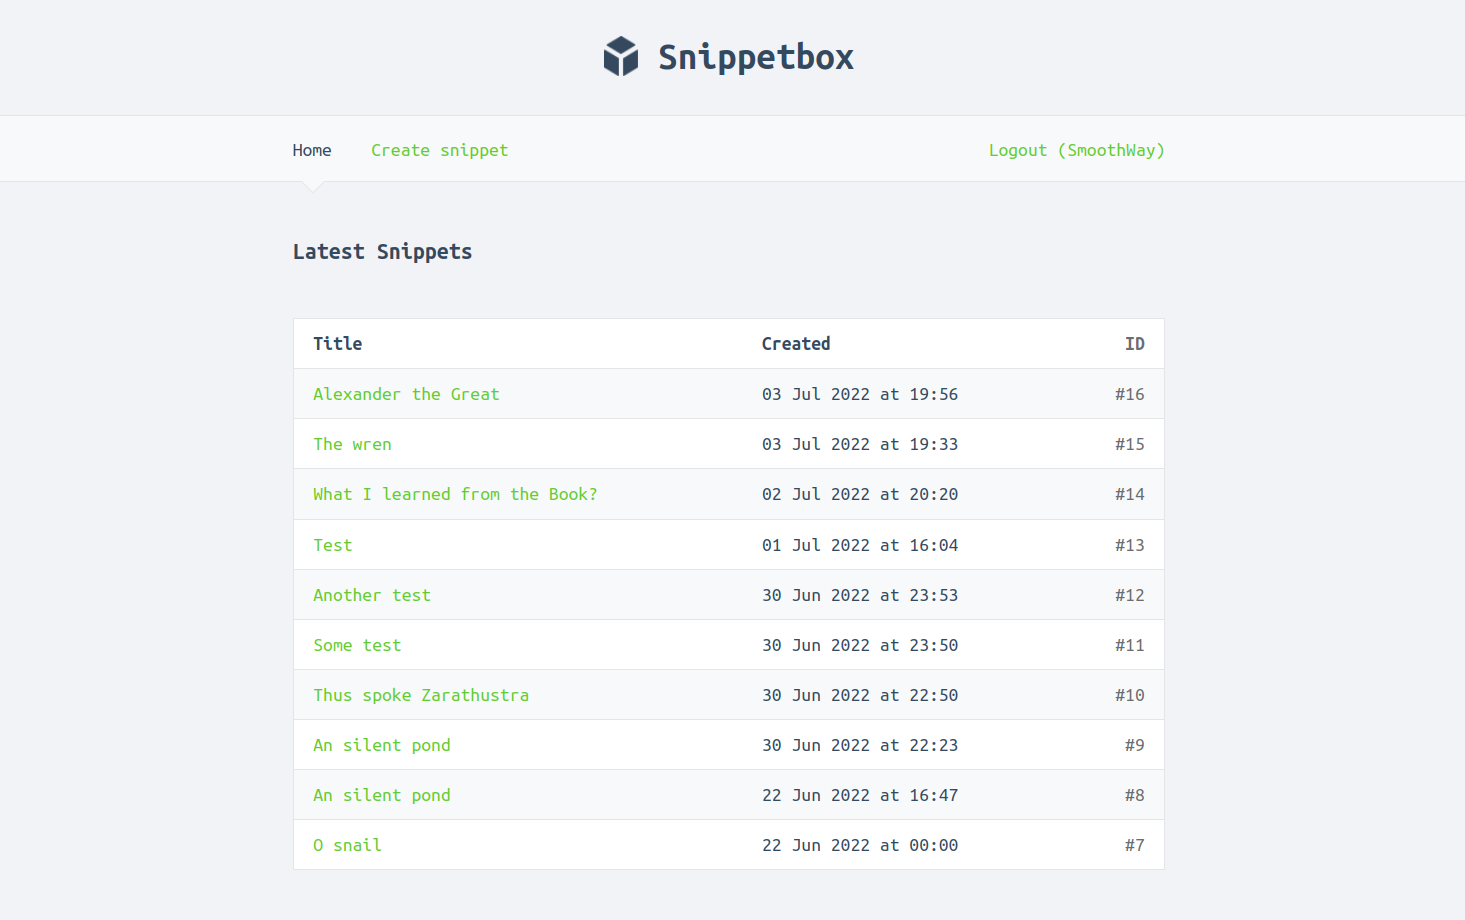 Snippetbox
Home Create snippet Logout (SmoothWay)
Latest Snippets
Title Created ID
Alexander the Great 03 Jul 2022 at 19:56 #16
The wren 03 Jul 2022 at 19:33 #15
What I learned from the Book? 02 Jul 2022 at 20:20 #14
Test 01 Jul 2022 at 16:04 #13
Another test 30 Jun 2022 at 23:53 #12
Some test 30 Jun 2022 at 23:50 #11
Thus spoke Zarathustra 30 Jun 2022 at 22:50 #10
An silent pond 30 Jun 2022 at 22:23 #9
An silent pond 22 Jun 2022 at 16:47 #8
O snail 22 Jun 2022 at 00:00 #7